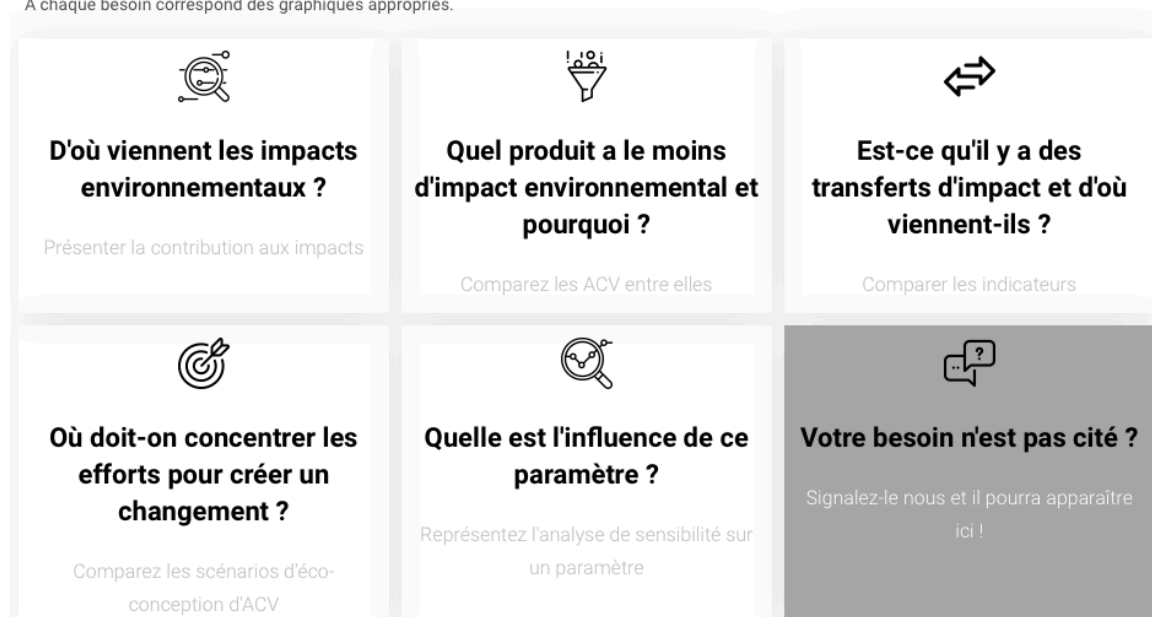 A chaque besoin correspond des graphiques appropriés.
D'où viennent les impacts
environnementaux ?
Présenter la contribution aux impacts
Quel produit a le moins
d'impact environnemental et
pourquoi ?
Comparez les ACV entre elles
Est-ce qu'il y a des
transferts d'impact et d'où
viennent-ils ?
Comparer les indicateurs
Où doit-on concentrer les
efforts pour créer un
changement ?
Comparez les scénarios d'éco-
conception d'ACV
Quelle est l'influence de ce
paramètre ?
Représentez l'analyse de sensibilité sur
un paramètre
Votre besoin n'est pas cité ?
Signalez-le nous et il pourra apparaître
ici !